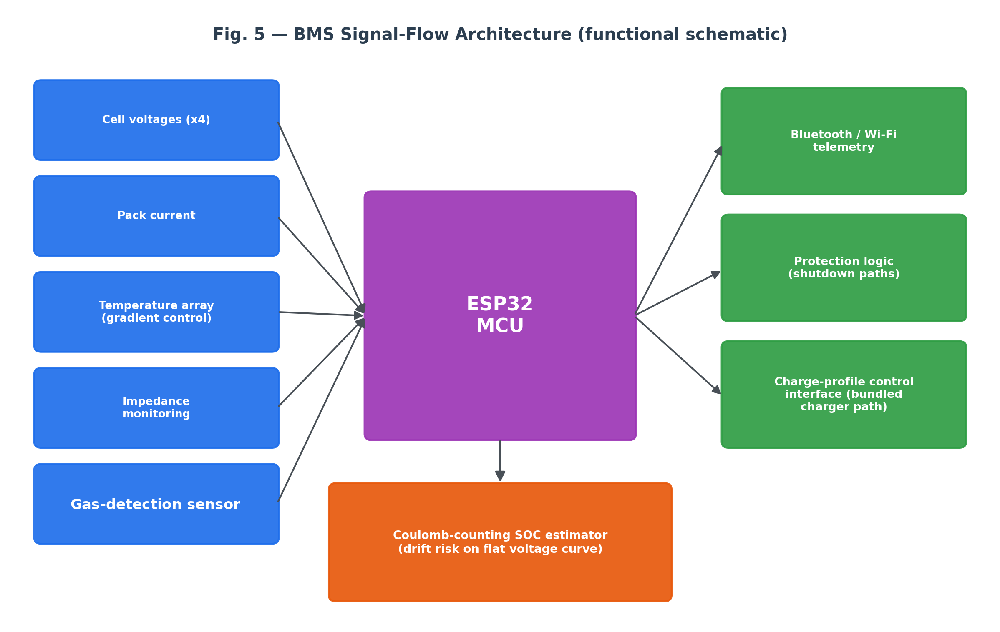 Fig. 5 — BMS Signal-Flow Architecture (functional schematic)
Cell voltages (x4)
Pack current
Temperature array
(gradient control)
Impedance
monitoring
Gas-detection sensor
ESP32
MCU
Bluetooth / Wi-Fi
telemetry
Protection logic
(shutdown paths)
Charge-profile control
interface (bundled
charger path)
Coulomb-counting SOC estimator
(drift risk on flat voltage curve)